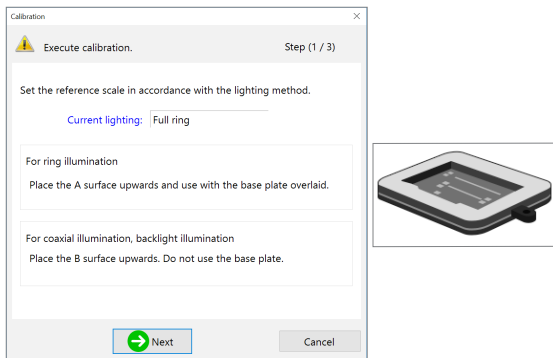 Calibration
Execute calibration.
Step (1 / 3)
Set the reference scale in accordance with the lighting method.
Current lighting: Full ring
For ring illumination
Place the A surface upwards and use with the base plate overlaid.
For coaxial illumination, backlight illumination
Place the B surface upwards. Do not use the base plate.
Next
Cancel